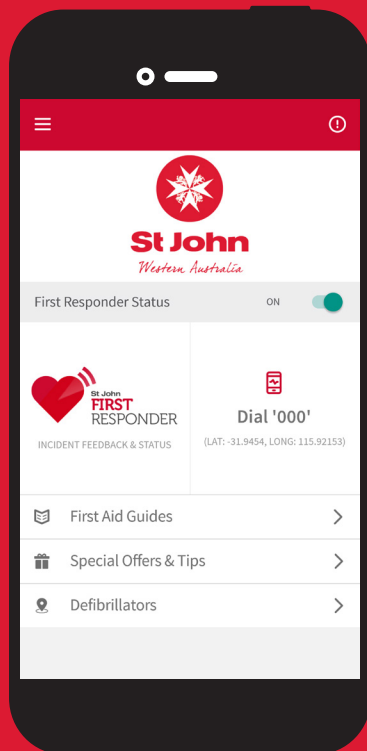 St John
Western Australia
First Responder Status ON
St John
FIRST
RESPONDER
INCIDENT FEEDBACK & STATUS
Dial '000'
(LAT: -31.9454, LONG: 115.92153)
First Aid Guides
Special Offers & Tips
Defibrillators